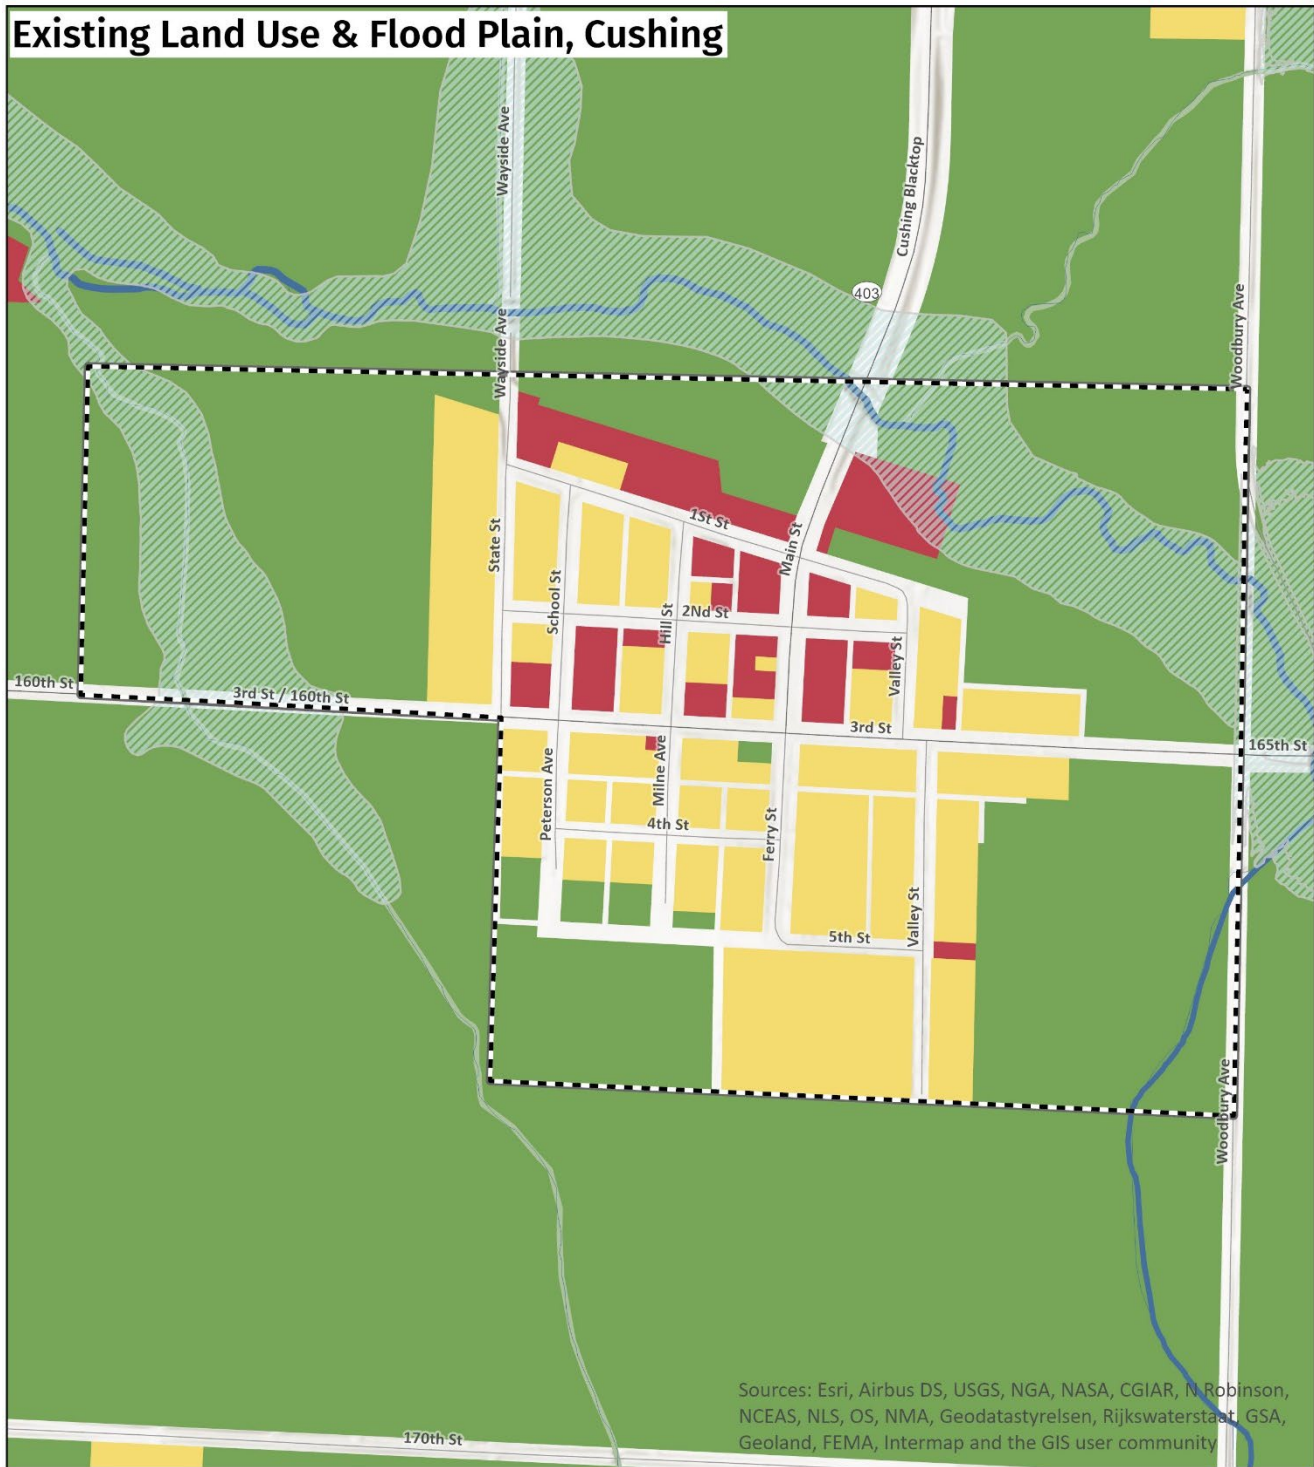 Existing Land Use & Flood Plain, Cushing
Wayside Ave
Cushing Blacktop
403
Woodbury Ave
Wayside Ave
1St St
State St
Main St
School St
Hill St
2Nd St
Valley St
160th St
3rd St / 160th St
3rd St
165th St
Peterson Ave
Milne Ave
Ferry St
4th St
Valley St
5th St
Woodbury Ave
Sources: Esri, Airbus DS, USGS, NGA, NASA, CGIAR, N Robinson,
NCEAS, NLS, OS, NMA, Geodatastyrelsen, Rijkswaterstaat, GSA,
Geoland, FEMA, Intermap and the GIS user community
170th St